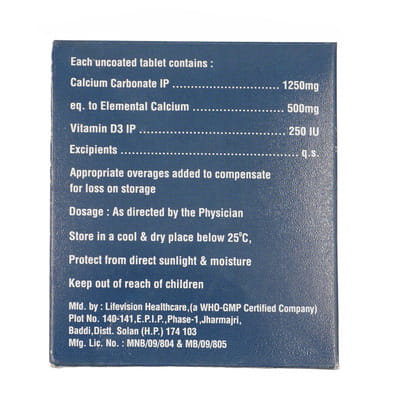 Each uncoated tablet contains :
Calcium Carbonate IP ............................ 1250mg
eq. to Elemental Calcium ......................... 500mg
Vitamin D3 IP ........................................ 250 IU
Excipients ................................................ q.s.
Appropriate overages added to compensate
for loss on storage
Dosage : As directed by the Physician
Store in a cool & dry place below 25°C,
Protect from direct sunlight & moisture
Keep out of reach of children
Mfd. by : Lifevision Healthcare,(a WHO-GMP Certified Company)
Plot No. 140-141,E.P.I.P.,Phase-1,Jharmajri,
Baddi,Distt. Solan (H.P.) 174 103
Mfg. Lic. No. : MNB/09/804 & MB/09/805